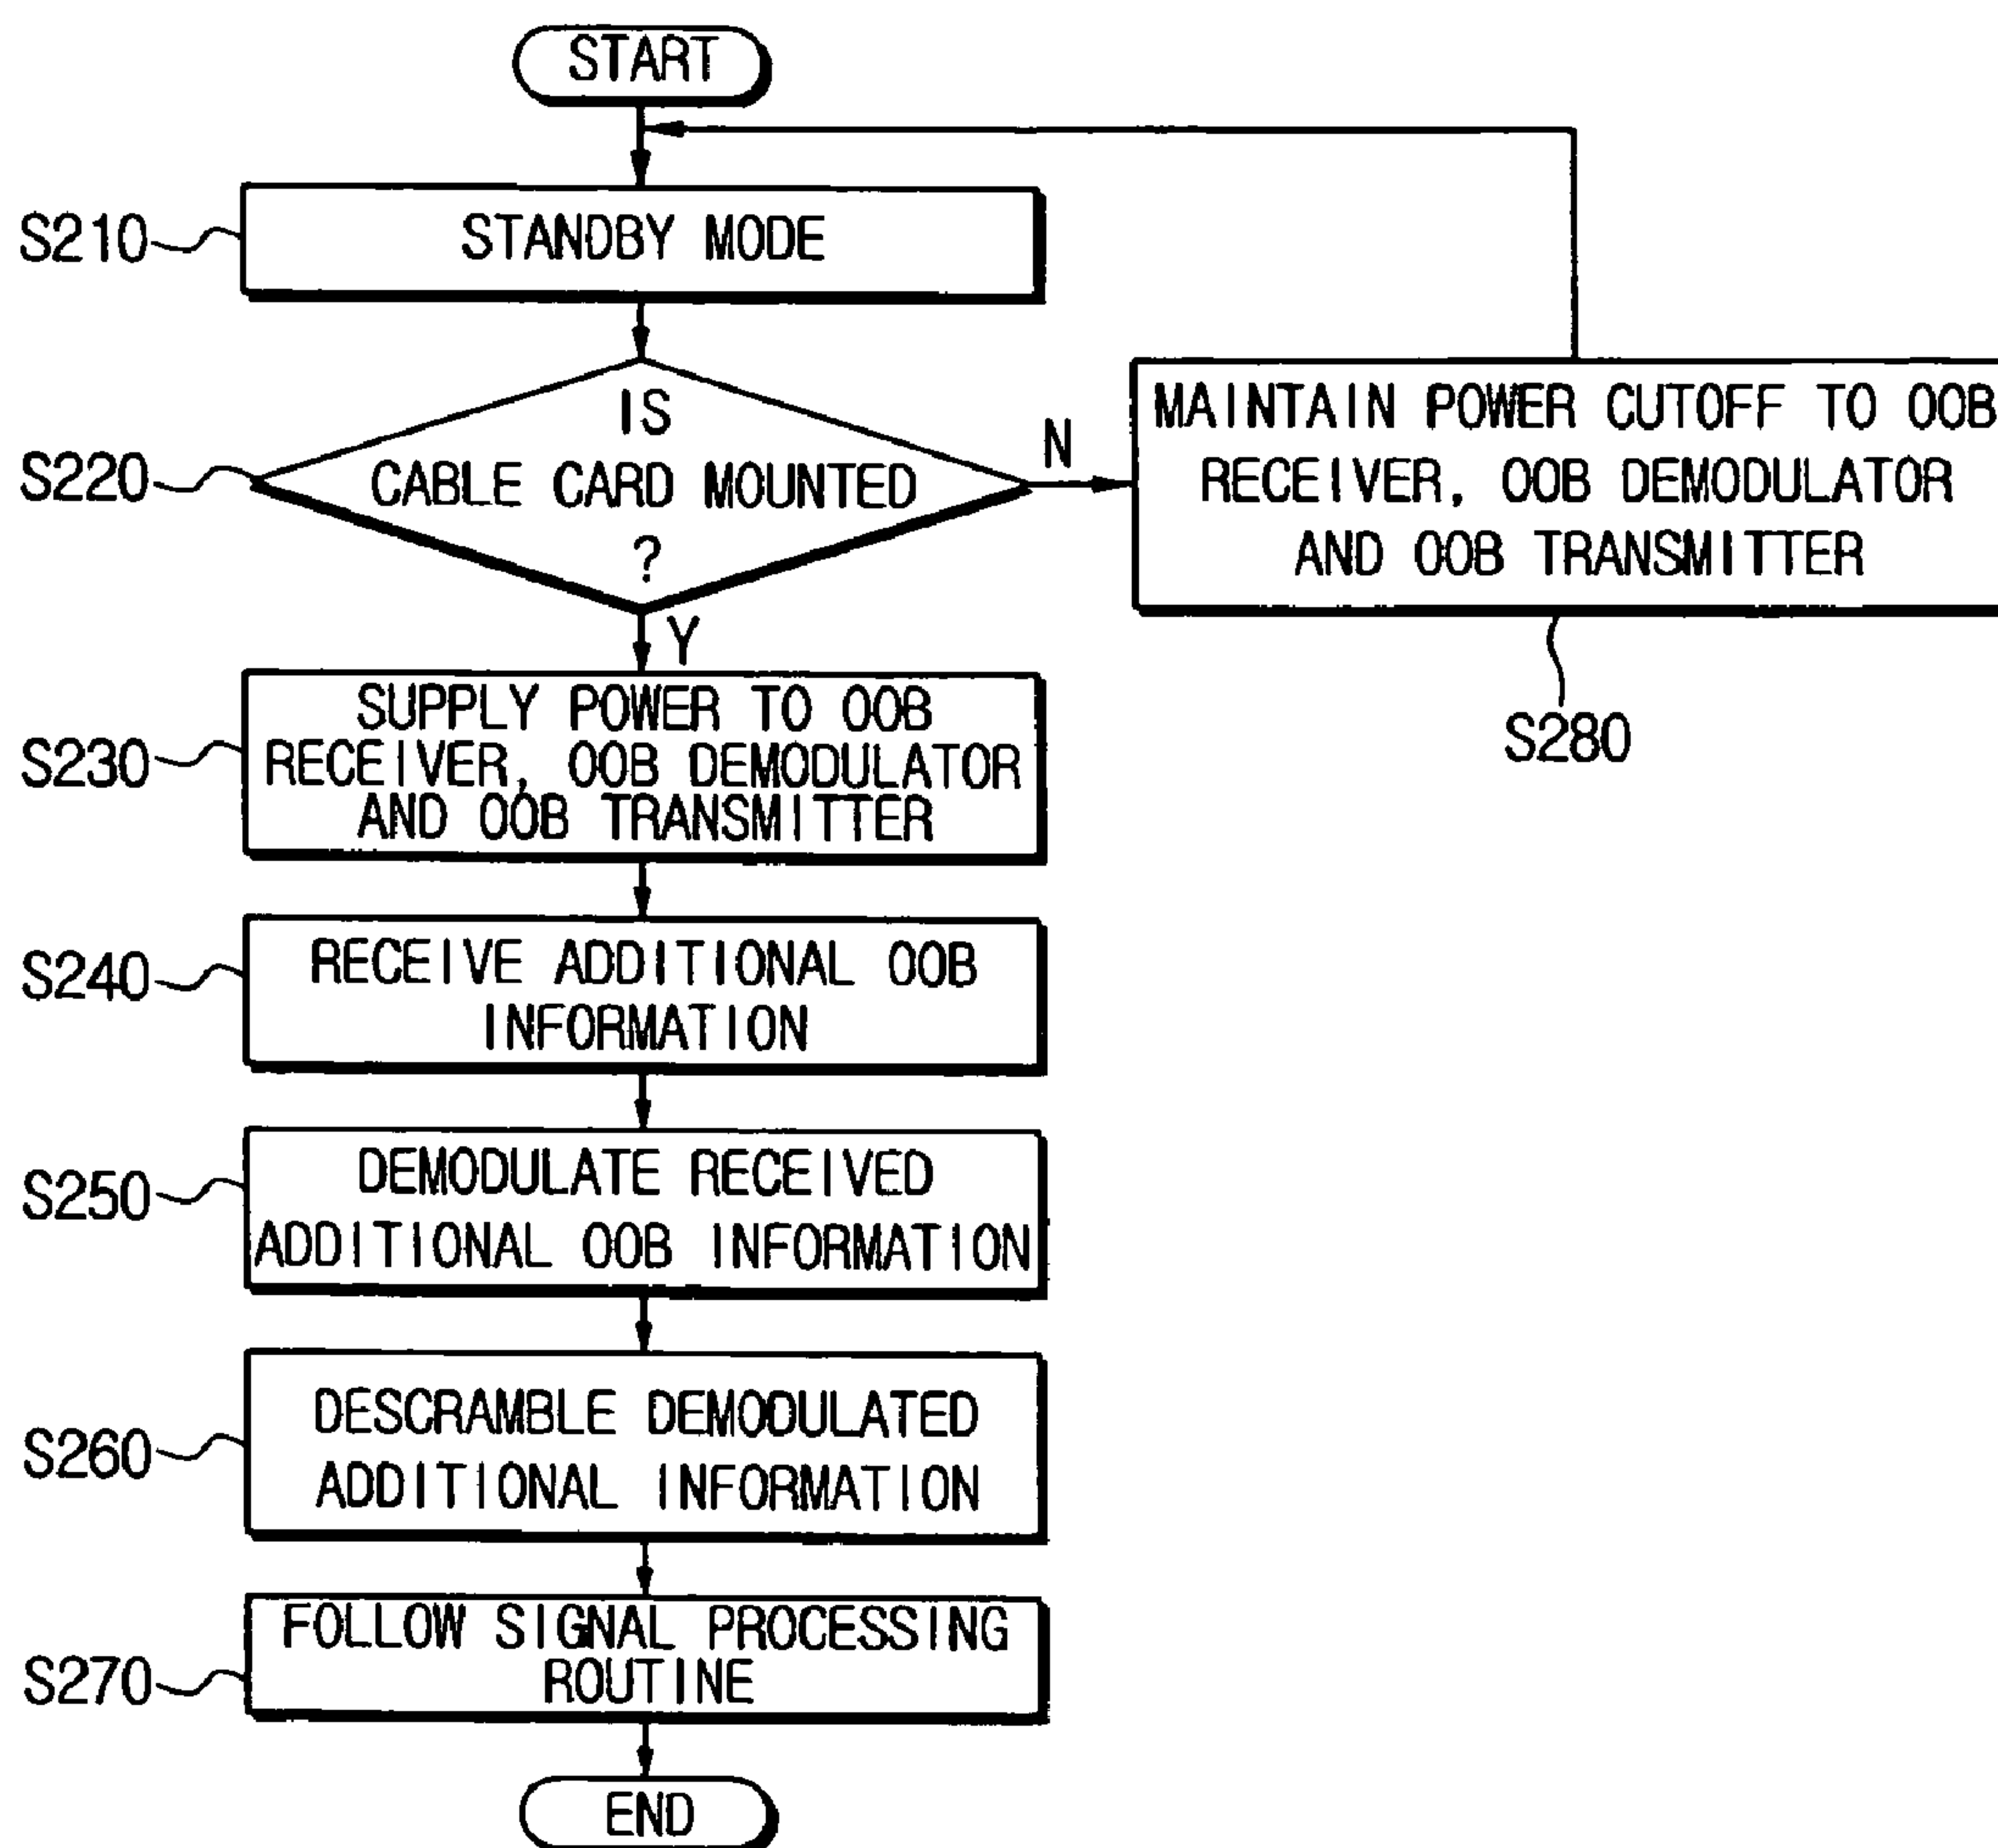 START
S210
STANDBY MODE
S220
IS
CABLE CARD MOUNTED
?
N
Y
MAINTAIN POWER CUTOFF TO OOB
RECEIVER, OOB DEMODULATOR
AND OOB TRANSMITTER
S280
S230
SUPPLY POWER TO OOB
RECEIVER, OOB DEMODULATOR
AND OOB TRANSMITTER
S240
RECEIVE ADDITIONAL OOB
INFORMATION
S250
DEMODULATE RECEIVED
ADDITIONAL OOB INFORMATION
S260
DESCRAMBLE DEMODULATED
ADDITIONAL INFORMATION
S270
FOLLOW SIGNAL PROCESSING
ROUTINE
END